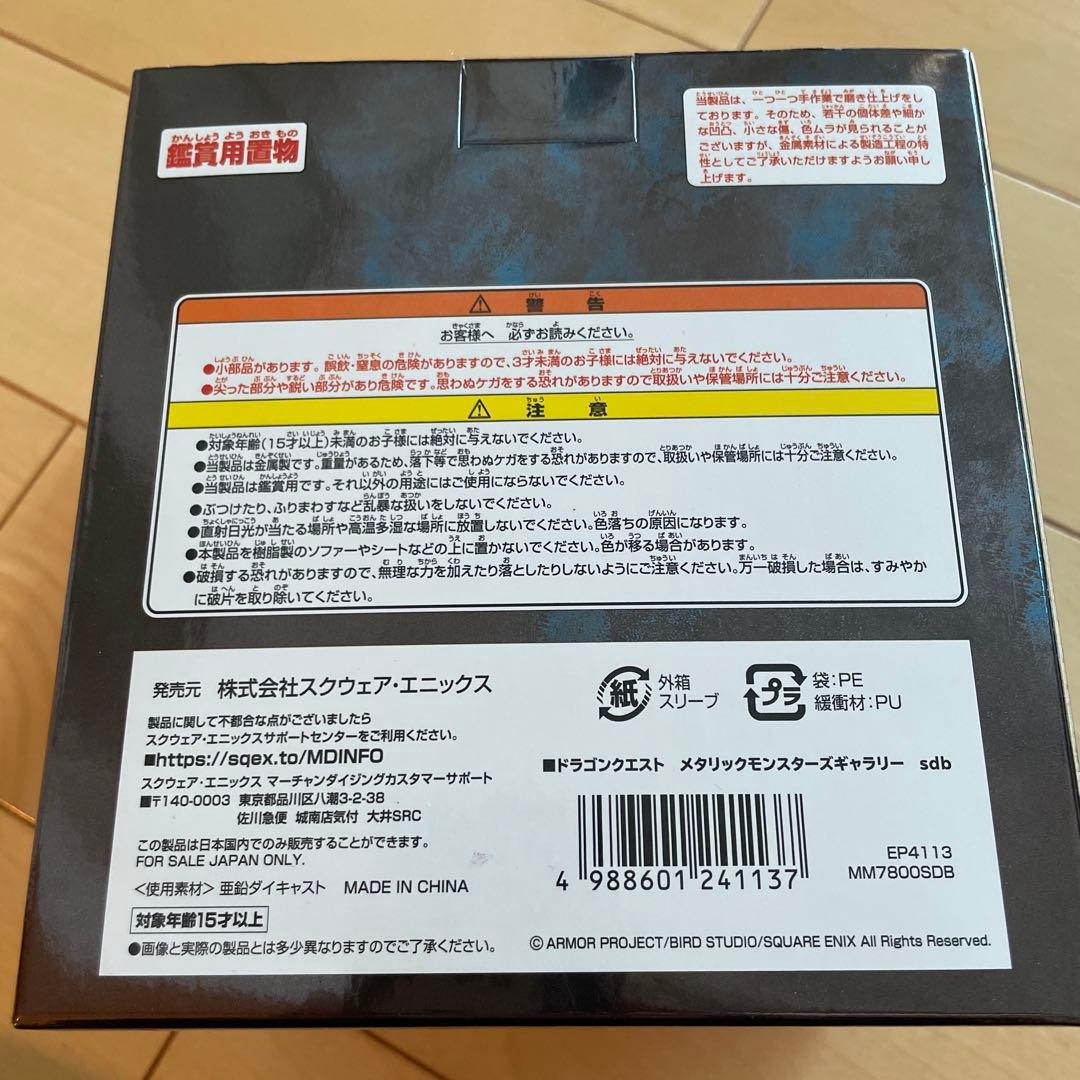 鑑賞用置物
当製品は、一つ一つ手作業で磨き仕上げをし
ております。そのため、若干の個体差や細か
な凹凸、小さな傷、色ムラが見られることが
ございますが、金属素材による製造工程の特
性としてご了承いただけますようお願い申し
上げます。
⚠ 警告
お客様へ 必ずお読みください。
●小部品があります。誤飲・窒息の危険がありますので、3才未満のお子様には絶対に与えないでください。
●尖った部分や鋭い部分があり危険です。思わぬケガをする恐れがありますので取扱いや保管場所には十分ご注意ください。
⚠ 注意
●対象年齢(15才以上)未満のお子様には絶対に与えないでください。
●当製品は金属製です。重量があるため、落下等で思わぬケガをする恐れがありますので、取扱いや保管場所には十分ご注意ください。
●当製品は鑑賞用です。それ以外の用途にはご使用にならないでください。
●ぶつけたり、ふりまわすなど乱暴な扱いをしないでください。
●直射日光が当たる場所や高温多湿な場所に放置しないでください。色落ちの原因になります。
●本製品を樹脂製のソファーやシートなどの上に置かないでください。色が移る場合があります。
●破損する恐れがありますので、無理な力を加えたり落としたりしないようにご注意ください。万一破損した場合は、すみやか
に破片を取り除いてください。
発売元 株式会社スクウェア・エニックス
製品に関して不都合な点がございましたら
スクウェア・エニックスサポートセンターをご利用ください。
■https://sqex.to/MDINFO
スクウェア・エニックス マーチャンダイジングカスタマーサポート
■〒140-0003 東京都品川区八潮3-2-38
佐川急便 城南店気付 大井SRC
この製品は日本国内でのみ販売することができます。
FOR SALE JAPAN ONLY.
<使用素材> 亜鉛ダイキャスト MADE IN CHINA
対象年齢15才以上
●画像と実際の製品とは多少異なりますのでご了承ください。
紙 外箱
スリーブ
プラ 袋:PE
緩衝材:PU
■ドラゴンクエスト メタリックモンスターズギャラリー sdb
4 988601 241137
EP4113
MM7800SDB
© ARMOR PROJECT/BIRD STUDIO/SQUARE ENIX All Rights Reserved.